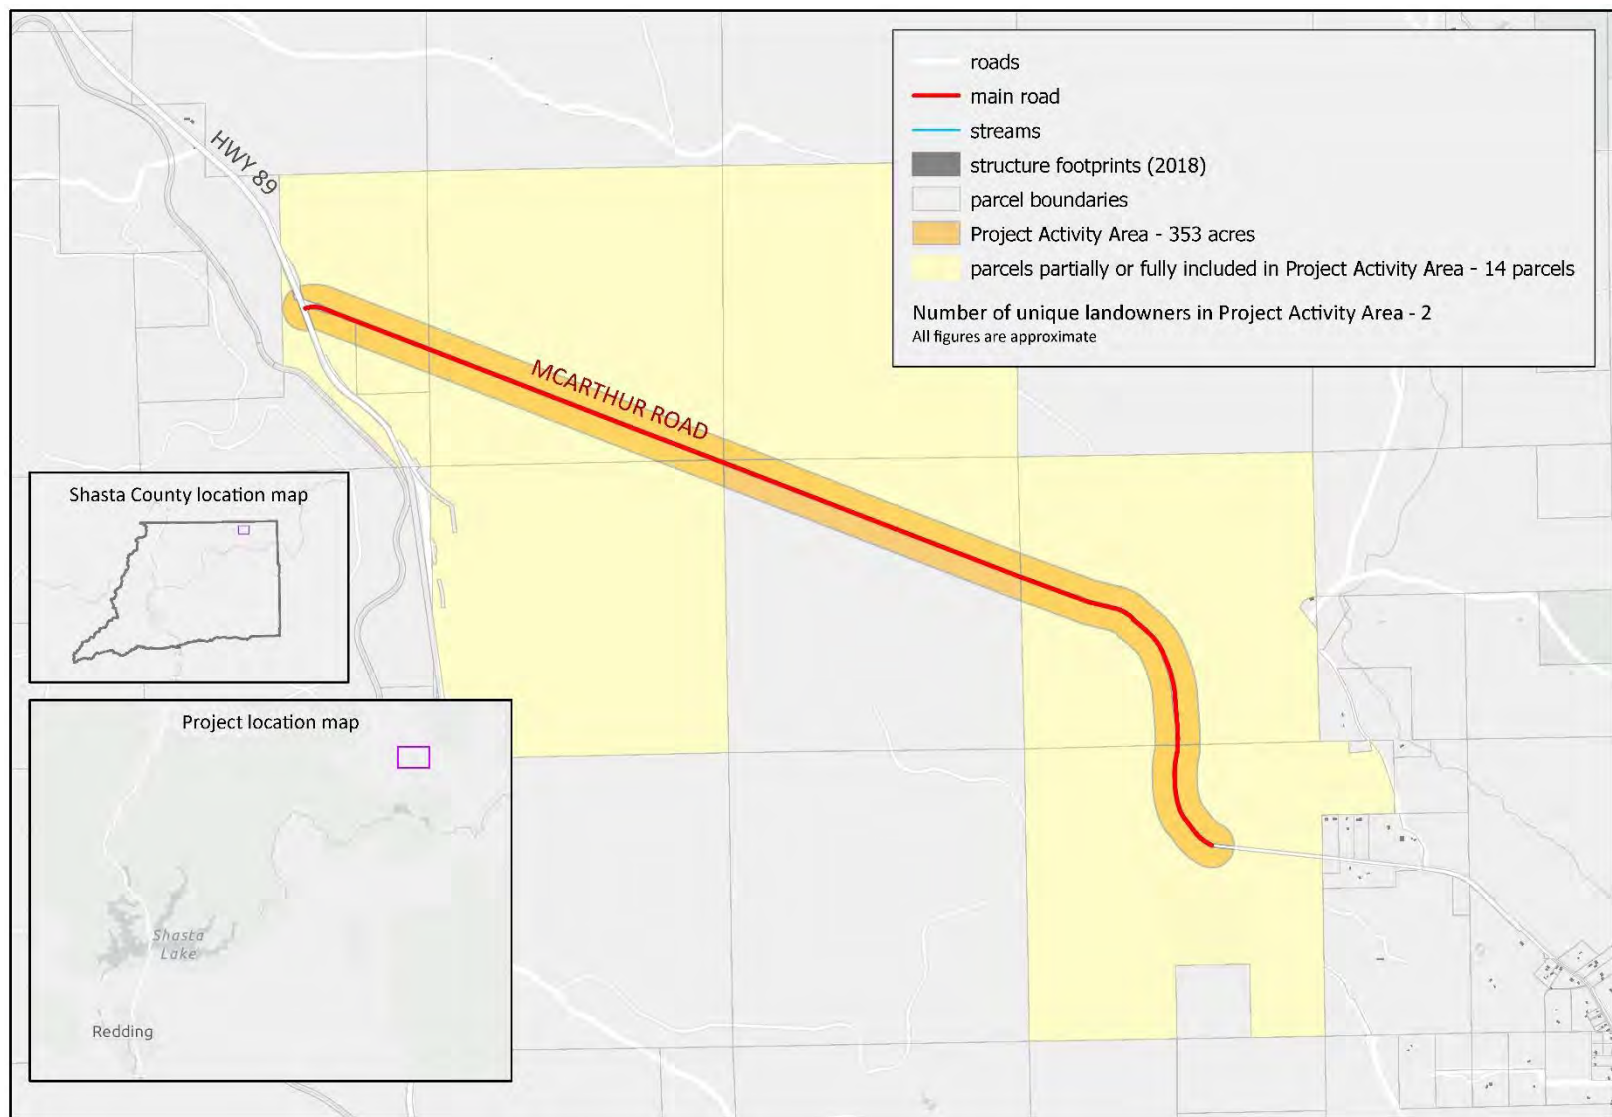 roads
main road
streams
structure footprints (2018)
parcel boundaries
Project Activity Area - 353 acres
parcels partially or fully included in Project Activity Area - 14 parcels
Number of unique landowners in Project Activity Area - 2
All figures are approximate
HWY 89
MCARTHUR ROAD
Shasta County location map
Project location map
Shasta
Lake
Redding